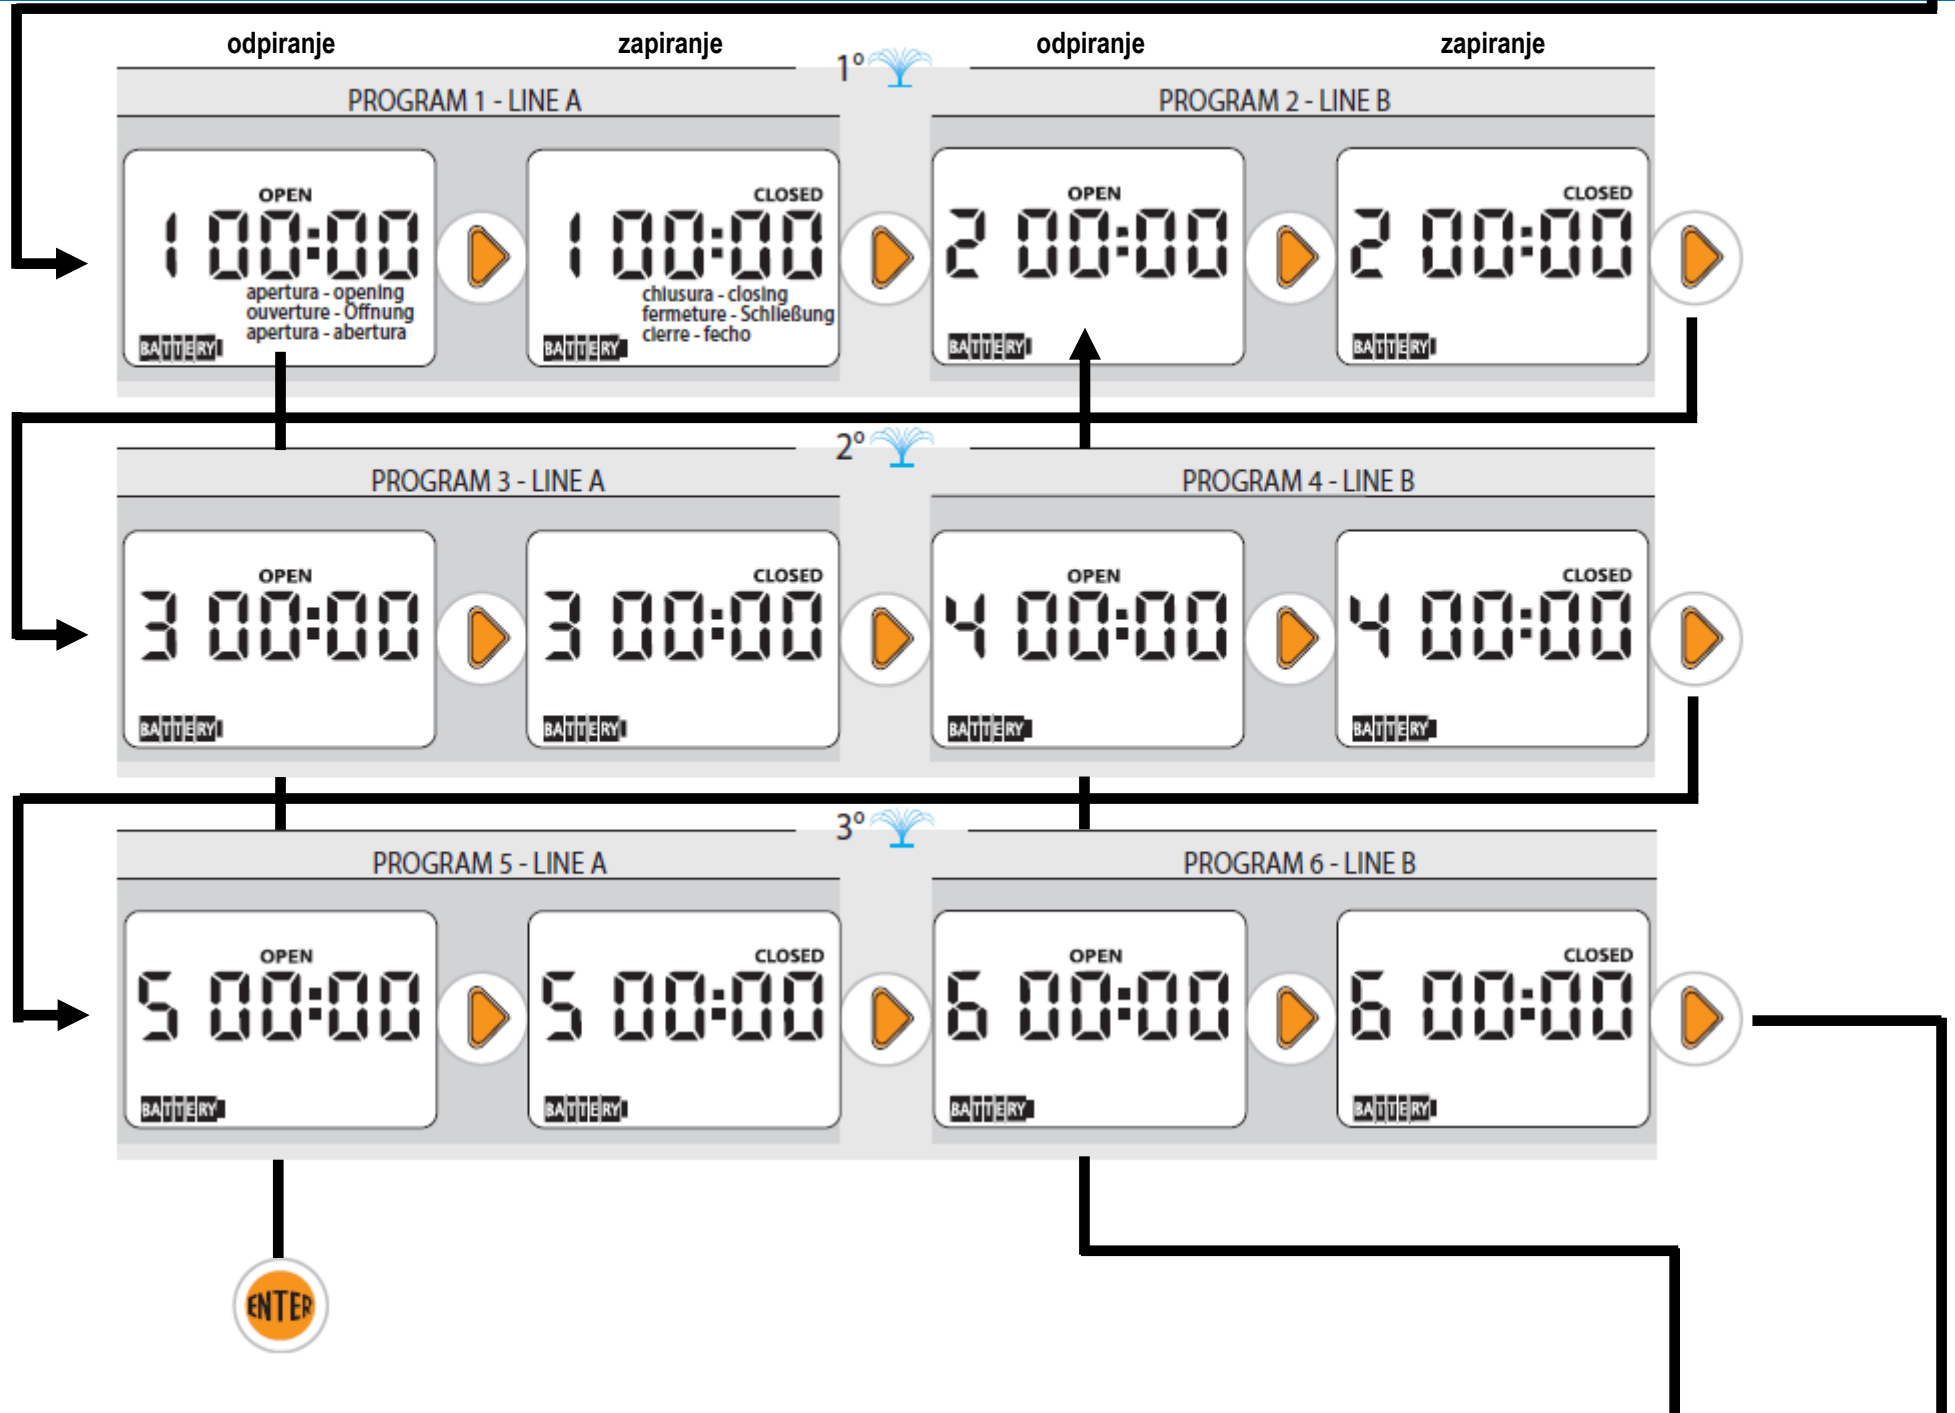 odpiranje zapiranje odpiranje zapiranje
1°
PROGRAM 1 - LINE A PROGRAM 2 - LINE B
OPEN CLOSED OPEN CLOSED
1 00:00 1 00:00 2 00:00 2 00:00
apertura - opening
ouverture - Öffnung
apertura - abertura
chiusura - closing
fermeture - Schließung
cierre - fecho
BATTERY BATTERY BATTERY BATTERY
2°
PROGRAM 3 - LINE A PROGRAM 4 - LINE B
OPEN CLOSED OPEN CLOSED
3 00:00 3 00:00 4 00:00 4 00:00
BATTERY BATTERY BATTERY BATTERY
3°
PROGRAM 5 - LINE A PROGRAM 6 - LINE B
OPEN CLOSED OPEN CLOSED
5 00:00 5 00:00 6 00:00 6 00:00
BATTERY BATTERY BATTERY BATTERY
ENTER